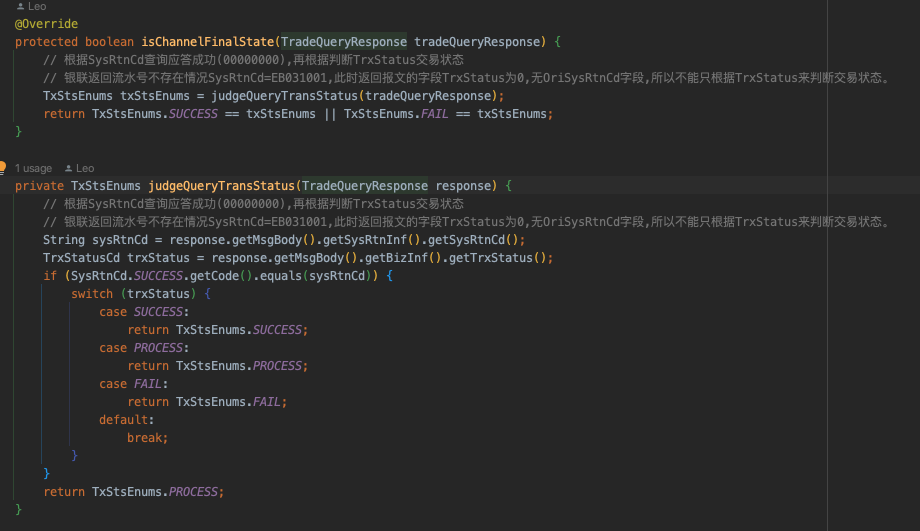 Leo
@Override
protected boolean isChannelFinalState(TradeQueryResponse tradeQueryResponse) {
// 根据SysRtnCd查询应答成功(00000000),再根据判断TrxStatus交易状态
// 银联返回流水号不存在情况SysRtnCd=EB031001,此时返回报文的字段TrxStatus为0,无OriSysRtnCd字段,所以不能只根据TrxStatus来判断交易状态。
TxStsEnums txStsEnums = judgeQueryTransStatus(tradeQueryResponse);
return TxStsEnums.SUCCESS == txStsEnums || TxStsEnums.FAIL == txStsEnums;
}
1 usage Leo
private TxStsEnums judgeQueryTransStatus(TradeQueryResponse response) {
// 根据SysRtnCd查询应答成功(00000000),再根据判断TrxStatus交易状态
// 银联返回流水号不存在情况SysRtnCd=EB031001,此时返回报文的字段TrxStatus为0,无OriSysRtnCd字段,所以不能只根据TrxStatus来判断交易状态。
String sysRtnCd = response.getMsgBody().getSysRtnInf().getSysRtnCd();
TrxStatusCd trxStatus = response.getMsgBody().getBizInf().getTrxStatus();
if (SysRtnCd.SUCCESS.getCode().equals(sysRtnCd)) {
switch (trxStatus) {
case SUCCESS:
return TxStsEnums.SUCCESS;
case PROCESS:
return TxStsEnums.PROCESS;
case FAIL:
return TxStsEnums.FAIL;
default:
break;
}
}
return TxStsEnums.PROCESS;
}